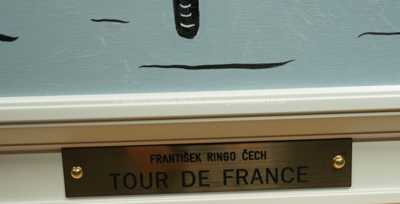 FRANTIŠEK RINGO ČECH
TOUR DE FRANCE